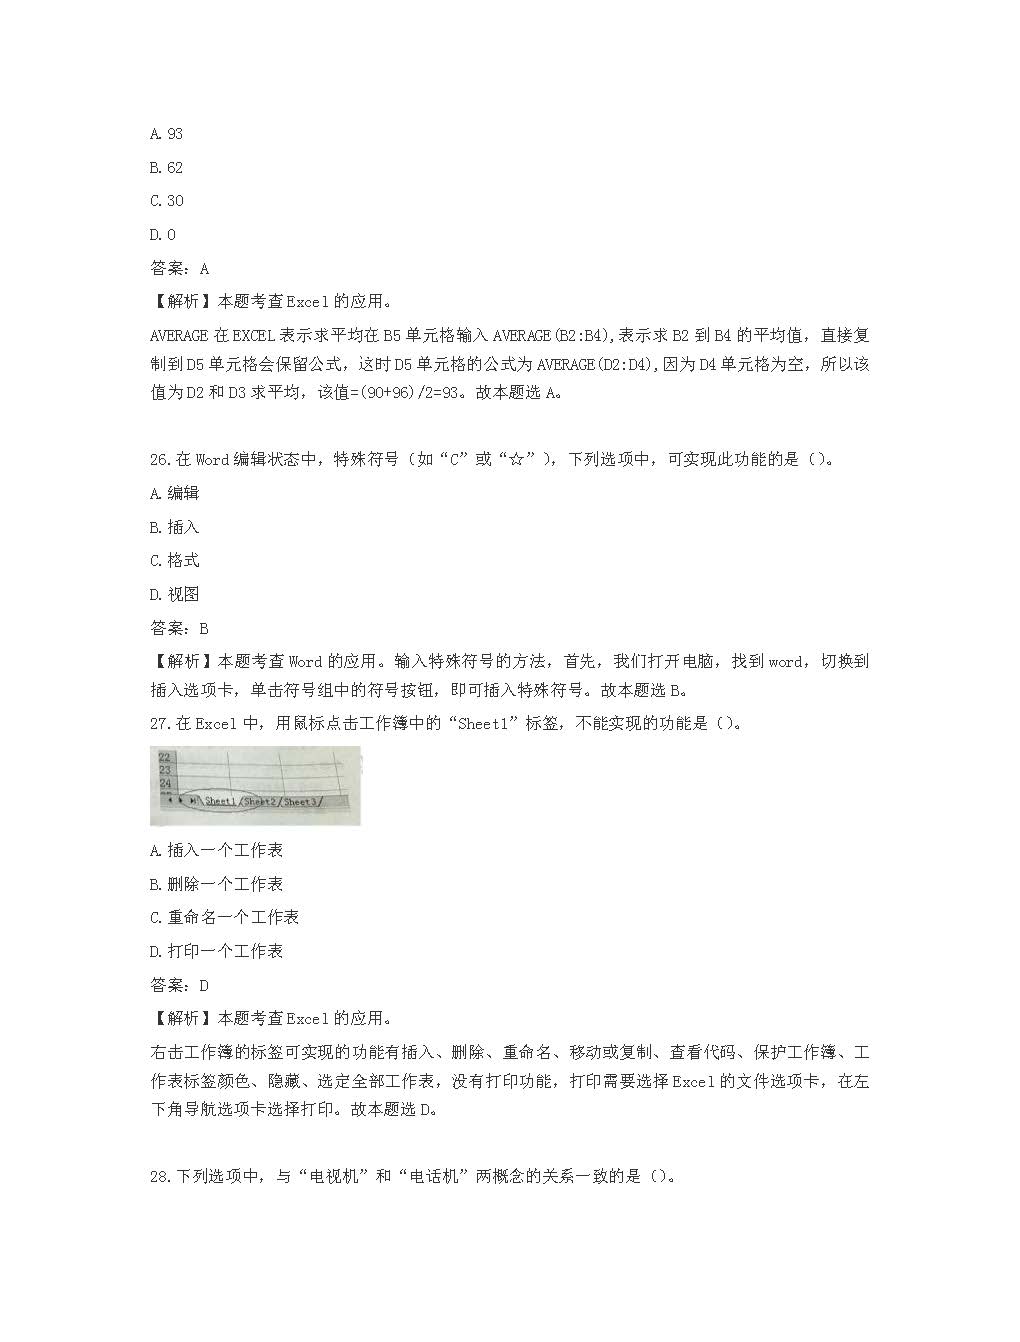 A.93
B.62
C.30
D.0
答案：A
【解析】本题考查Excel的应用。
AVERAGE在EXCEL表示求平均在B5单元格输入AVERAGE(B2:B4),表示求B2到B4的平均值，直接复
制到D5单元格会保留公式，这时D5单元格的公式为AVERAGE(D2:D4),因为D4单元格为空，所以该
值为D2和D3求平均，该值=(90+96)/2=93。故本题选A。
26.在Word编辑状态中，特殊符号（如“C”或“☆”），下列选项中，可实现此功能的是（）。
A.编辑
B.插入
C.格式
D.视图
答案：B
【解析】本题考查Word的应用。输入特殊符号的方法，首先，我们打开电脑，找到word，切换到
插入选项卡，单击符号组中的符号按钮，即可插入特殊符号。故本题选B。
27.在Excel中，用鼠标点击工作簿中的“Sheet1”标签，不能实现的功能是（）。
22
23
24
Sheet1/Sheet2/Sheet3/
A.插入一个工作表
B.删除一个工作表
C.重命名一个工作表
D.打印一个工作表
答案：D
【解析】本题考查Excel的应用。
右击工作簿的标签可实现的功能有插入、删除、重命名、移动或复制、查看代码、保护工作簿、工
作表标签颜色、隐藏、选定全部工作表，没有打印功能，打印需要选择Excel的文件选项卡，在左
下角导航选项卡选择打印。故本题选D。
28.下列选项中，与“电视机”和“电话机”两概念的关系一致的是（）。